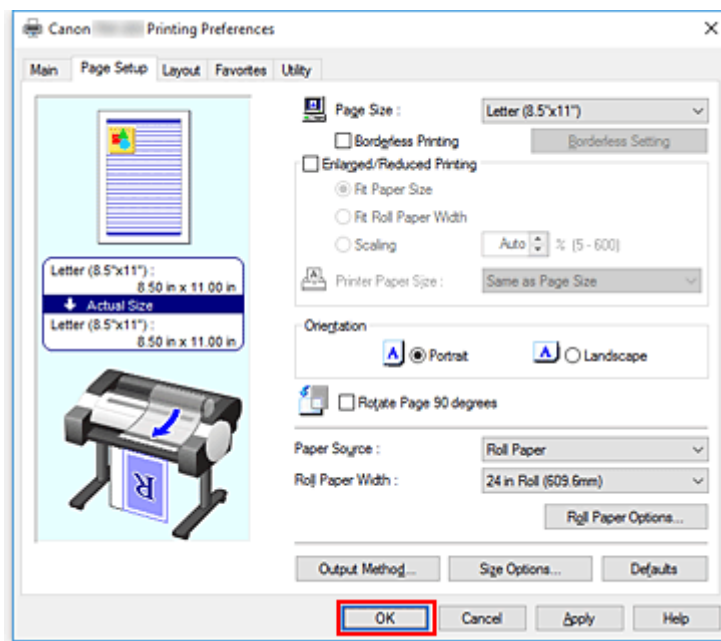 Canon Printing Preferences
Main Page Setup Layout Favorites Utility
Page Size : Letter (8.5"x11")
Borderless Printing Borderless Setting
Enlarged/Reduced Printing
Fit Paper Size
Fit Roll Paper Width
Scaling Auto % (5 - 600)
Printer Paper Size : Same as Page Size
Letter (8.5"x11") :
8.50 in x 11.00 in
Actual Size
Letter (8.5"x11") :
8.50 in x 11.00 in
Orientation
A Portrait A Landscape
Rotate Page 90 degrees
Paper Source : Roll Paper
Roll Paper Width : 24 in Roll (609.6mm)
Roll Paper Options...
R
Output Method... Size Options... Defaults
OK Cancel Apply Help